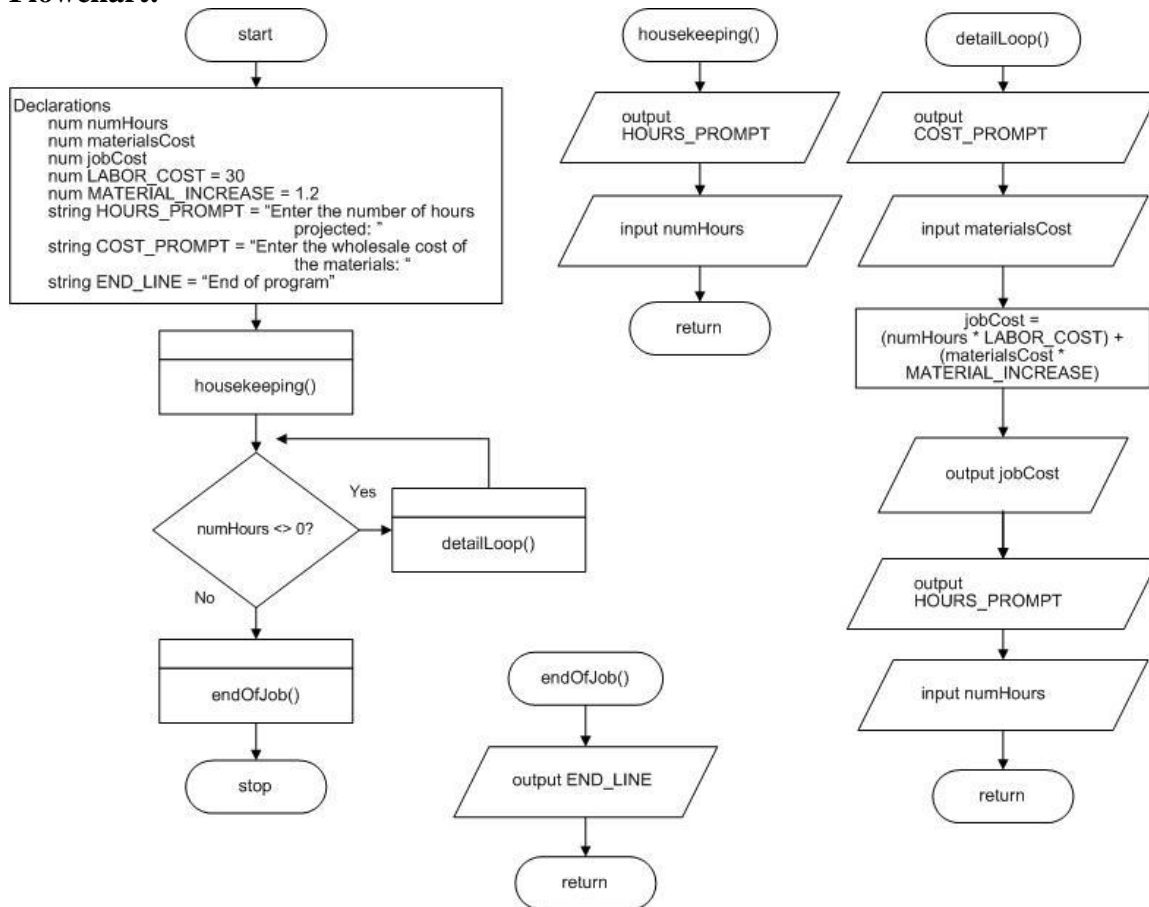 Flowchart:
start
Declarations
num numHours
num materialsCost
num jobCost
num LABOR_COST = 30
num MATERIAL_INCREASE = 1.2
string HOURS_PROMPT = “Enter the number of hours
projected: ”
string COST_PROMPT = “Enter the wholesale cost of
the materials: “
string END_LINE = “End of program”
housekeeping()
numHours <> 0?
Yes
detailLoop()
No
endOfJob()
stop
housekeeping()
output
HOURS_PROMPT
input numHours
return
endOfJob()
output END_LINE
return
detailLoop()
output
COST_PROMPT
input materialsCost
jobCost =
(numHours * LABOR_COST) +
(materialsCost *
MATERIAL_INCREASE)
output jobCost
output
HOURS_PROMPT
input numHours
return